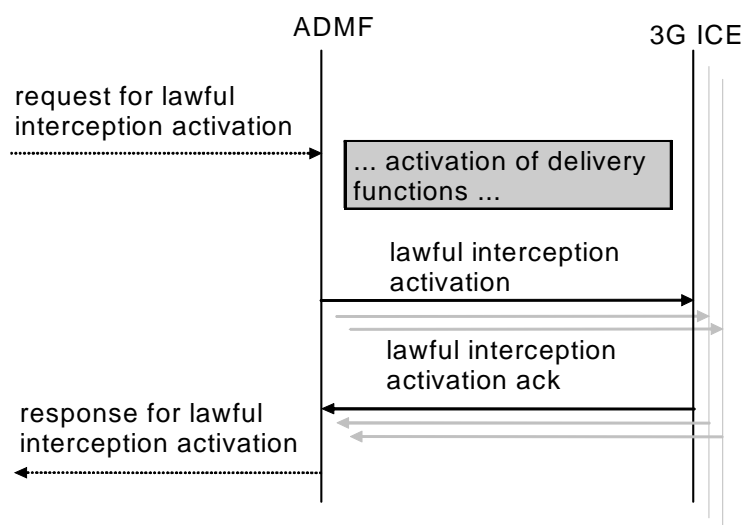 ADMF
3G ICE
request for lawful
interception activation
... activation of delivery
functions ...
lawful interception
activation
lawful interception
activation ack
response for lawful
interception activation